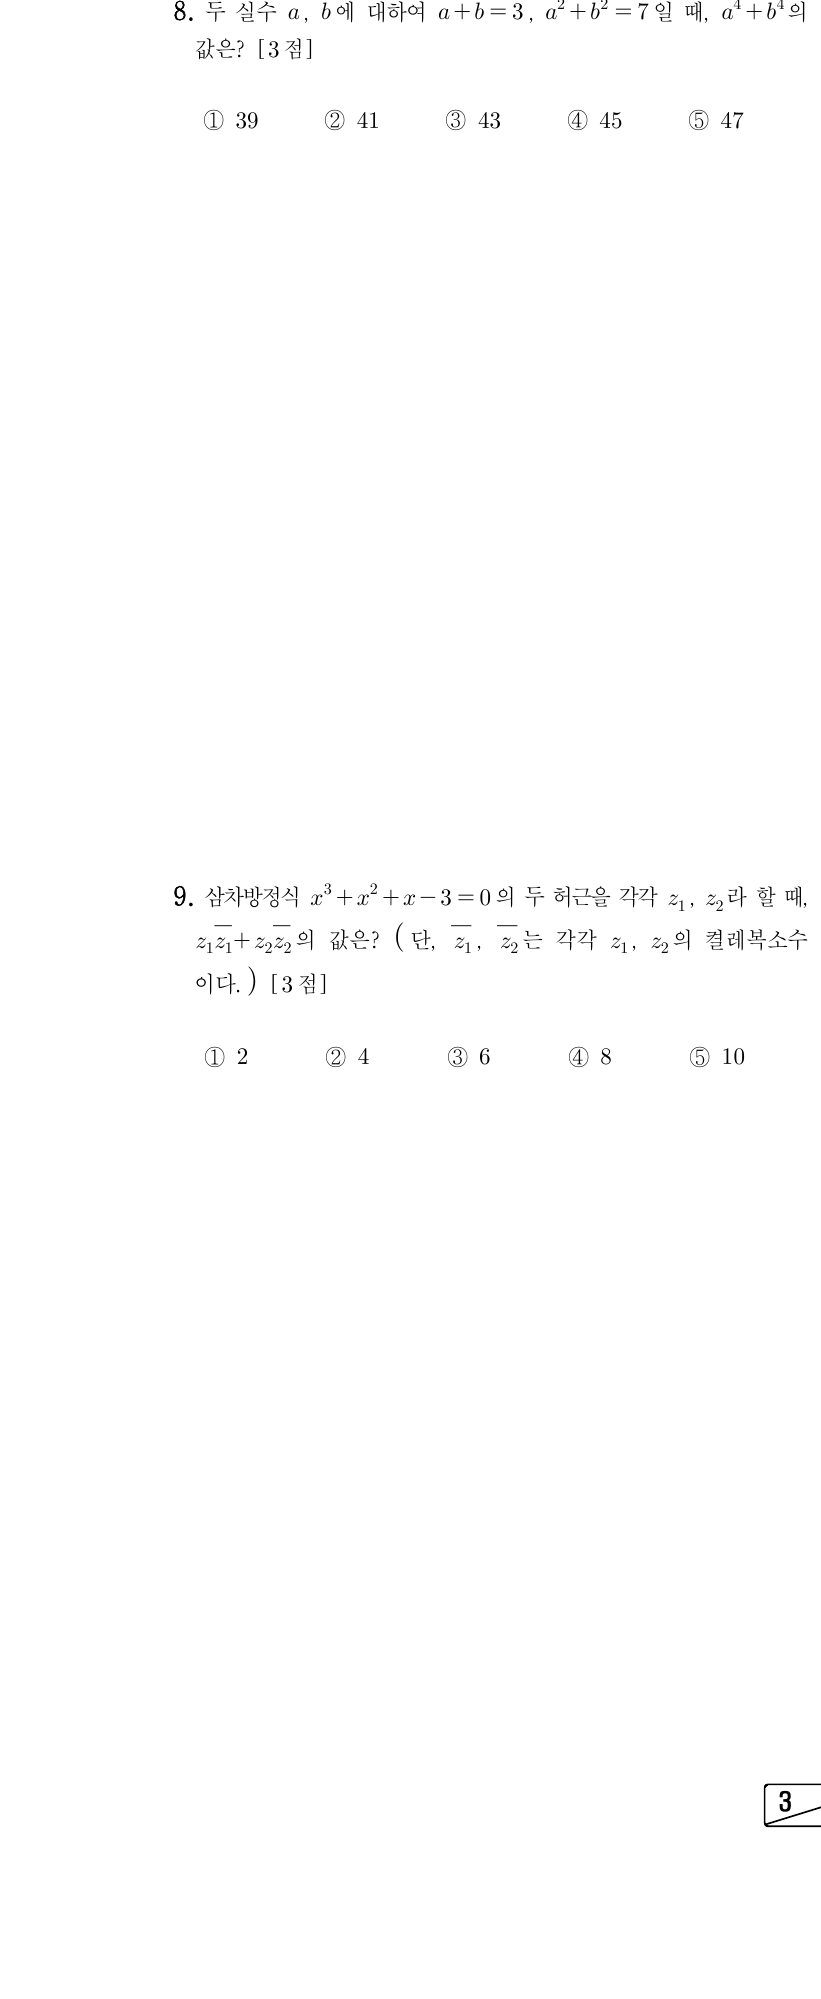 8. 두 실수 a, b에 대하여 a+b=3, a²+b²=7일 때, a⁴+b⁴의
값은? [3점]
① 39 ② 41 ③ 43 ④ 45 ⑤ 47
9. 삼차방정식 x³+x²+x-3=0의 두 허근을 각각 z₁, z₂라 할 때,
z₁z̅₁+z₂z̅₂의 값은? (단, z̅₁, z̅₂는 각각 z₁, z₂의 켤레복소수
이다.) [3점]
① 2 ② 4 ③ 6 ④ 8 ⑤ 10
3